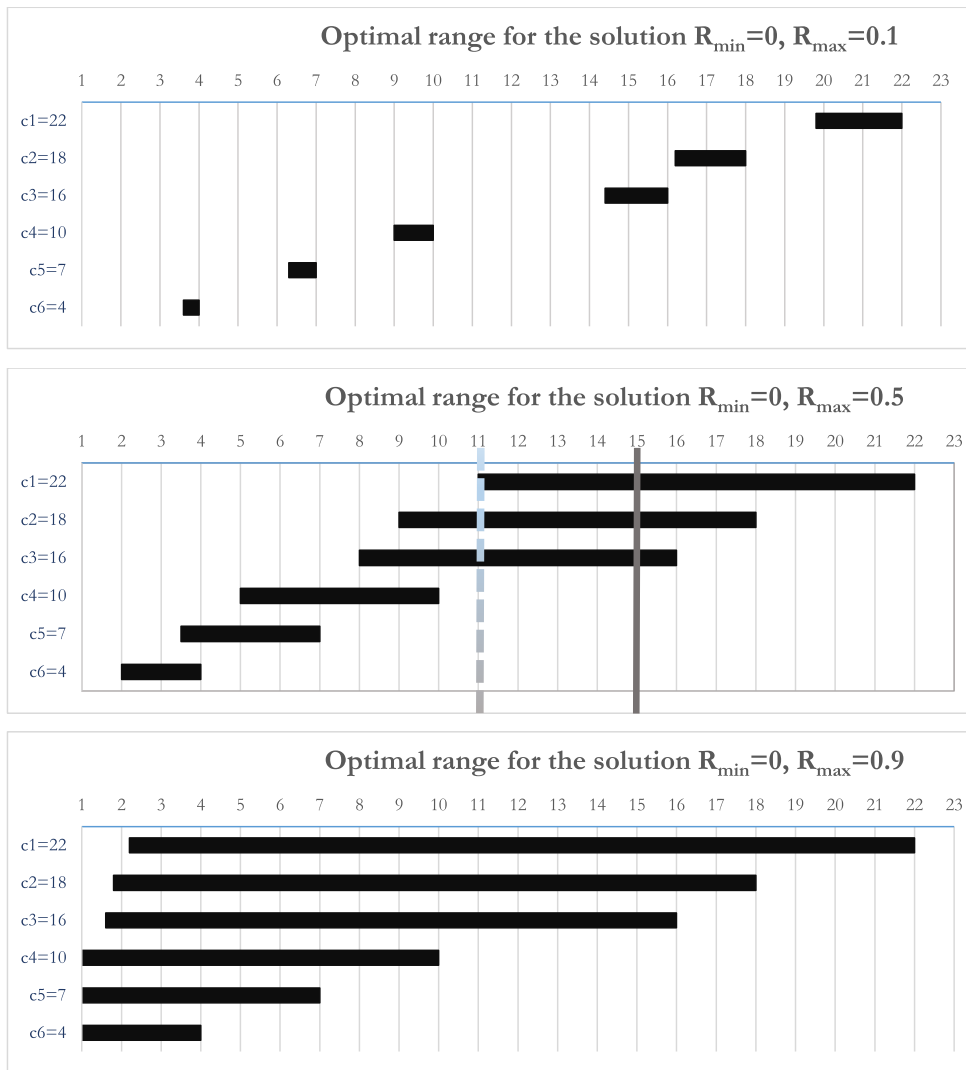 Optimal range for the solution Rmin=0, Rmax=0.1
1 2 3 4 5 6 7 8 9 10 11 12 13 14 15 16 17 18 19 20 21 22 23
c1=22
c2=18
c3=16
c4=10
c5=7
c6=4
Optimal range for the solution Rmin=0, Rmax=0.5
1 2 3 4 5 6 7 8 9 10 11 12 13 14 15 16 17 18 19 20 21 22 23
c1=22
c2=18
c3=16
c4=10
c5=7
c6=4
Optimal range for the solution Rmin=0, Rmax=0.9
1 2 3 4 5 6 7 8 9 10 11 12 13 14 15 16 17 18 19 20 21 22 23
c1=22
c2=18
c3=16
c4=10
c5=7
c6=4